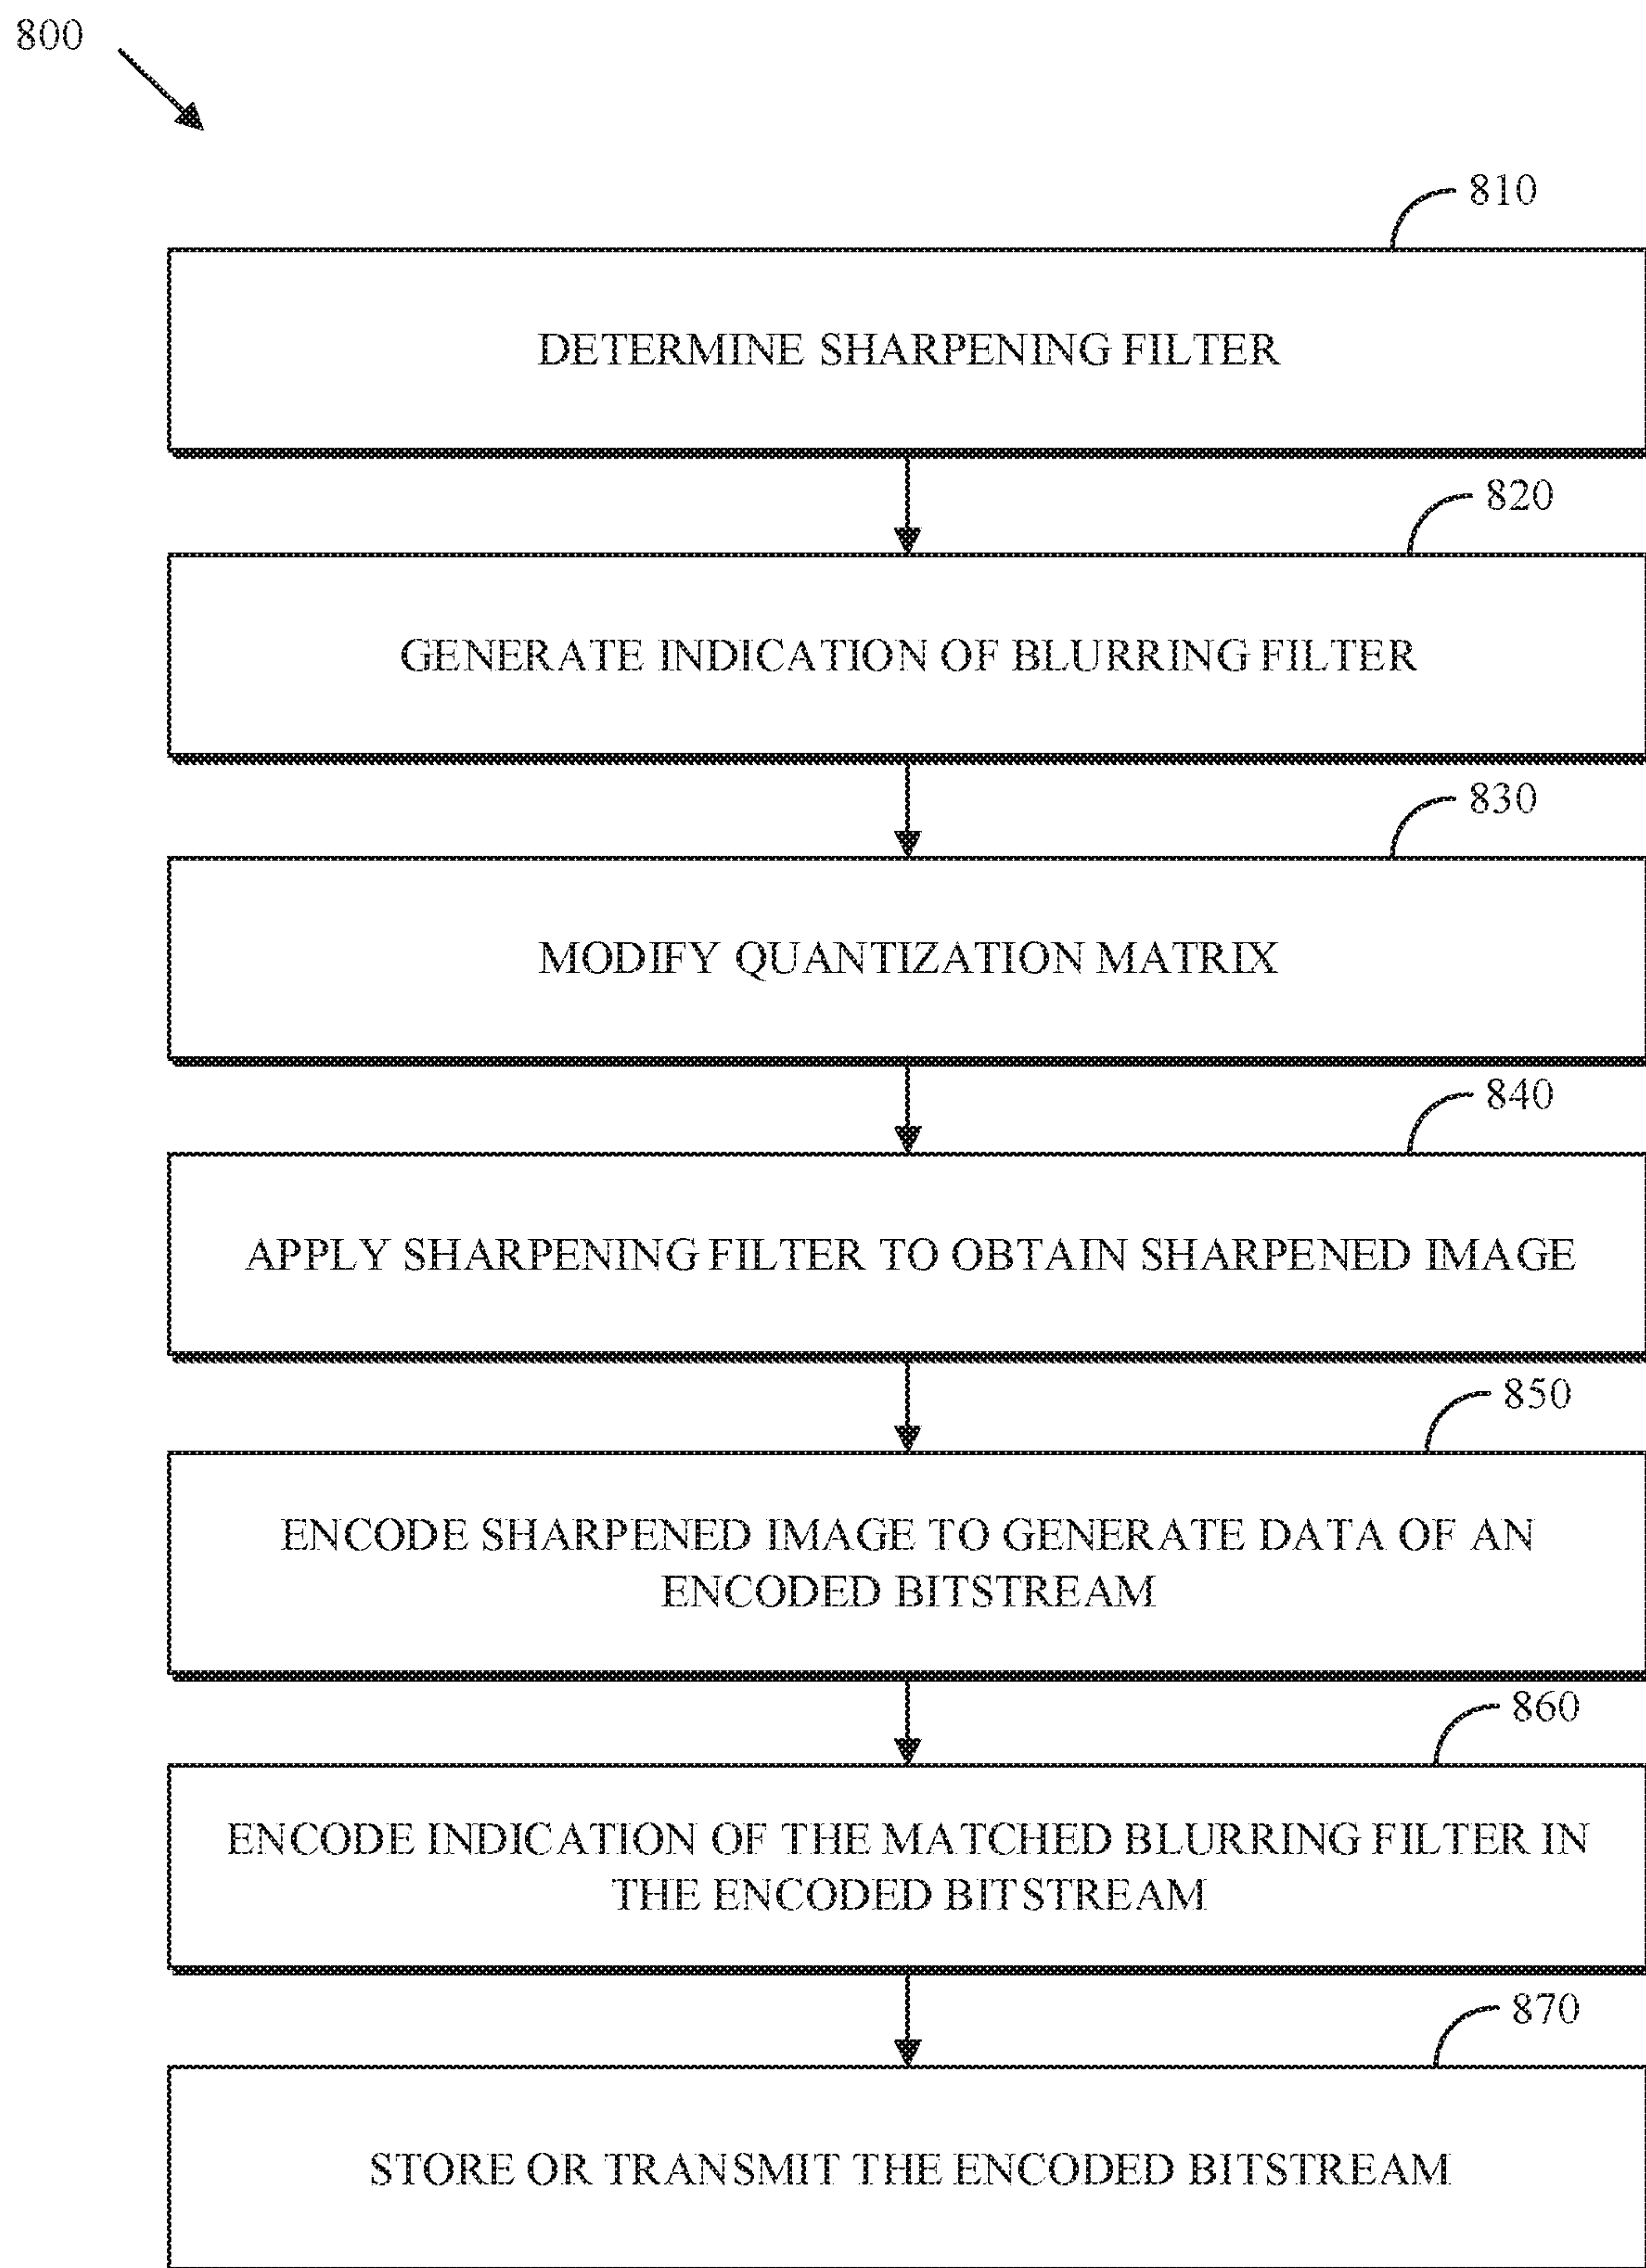 800
810
DETERMINE SHARPENING FILTER
820
GENERATE INDICATION OF BLURRING FILTER
830
MODIFY QUANTIZATION MATRIX
840
APPLY SHARPENING FILTER TO OBTAIN SHARPENED IMAGE
850
ENCODE SHARPENED IMAGE TO GENERATE DATA OF AN
ENCODED BITSTREAM
860
ENCODE INDICATION OF THE MATCHED BLURRING FILTER IN
THE ENCODED BITSTREAM
870
STORE OR TRANSMIT THE ENCODED BITSTREAM